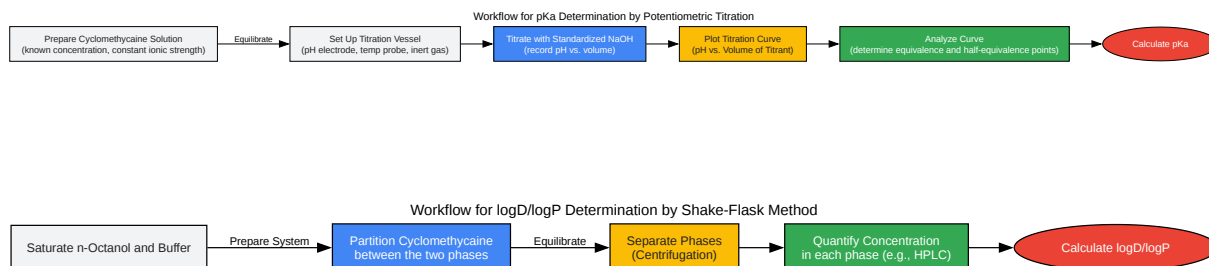 Workflow for pKa Determination by Potentiometric Titration
Prepare Cyclomethycaine Solution
(known concentration, constant ionic strength)
Equilibrate
Set Up Titration Vessel
(pH electrode, temp probe, inert gas)
Titrate with Standardized NaOH
(record pH vs. volume)
Plot Titration Curve
(pH vs. Volume of Titrant)
Analyze Curve
(determine equivalence and half-equivalence points)
Calculate pKa
Workflow for logD/logP Determination by Shake-Flask Method
Saturate n-Octanol and Buffer
Prepare System
Partition Cyclomethycaine
between the two phases
Equilibrate
Separate Phases
(Centrifugation)
Quantify Concentration
in each phase (e.g., HPLC)
Calculate logD/logP